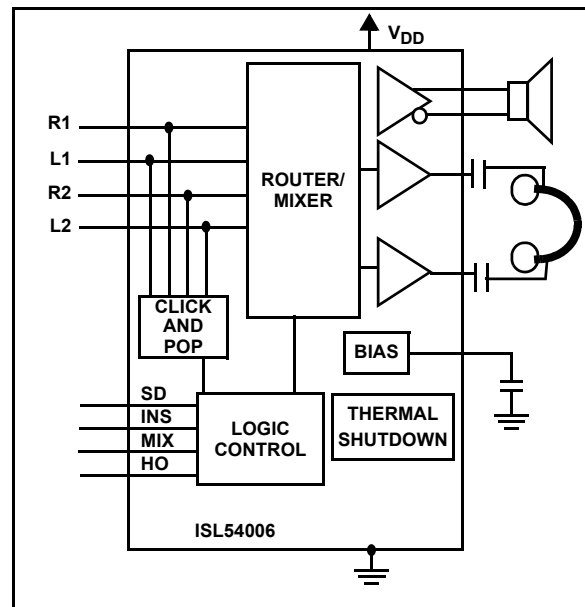 V_DD
R1
L1
R2
L2
ROUTER/
MIXER
CLICK
AND
POP
BIAS
SD
INS
MIX
HO
LOGIC
CONTROL
THERMAL
SHUTDOWN
ISL54006